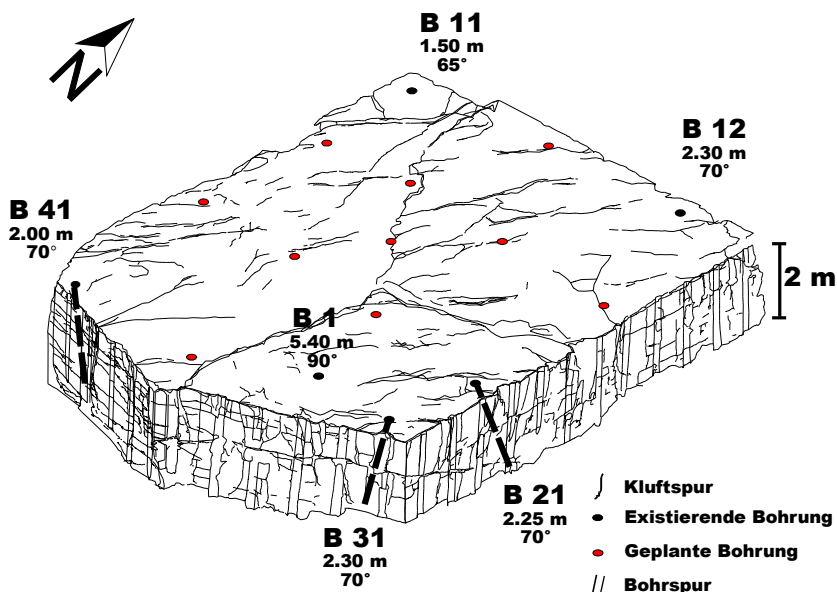 N
B 11
1.50 m
65°
B 12
2.30 m
70°
B 41
2.00 m
70°
2 m
B 1
5.40 m
90°
B 21
2.25 m
70°
B 31
2.30 m
70°
Kluftspur
Existierende Bohrung
Geplante Bohrung
Bohrspur